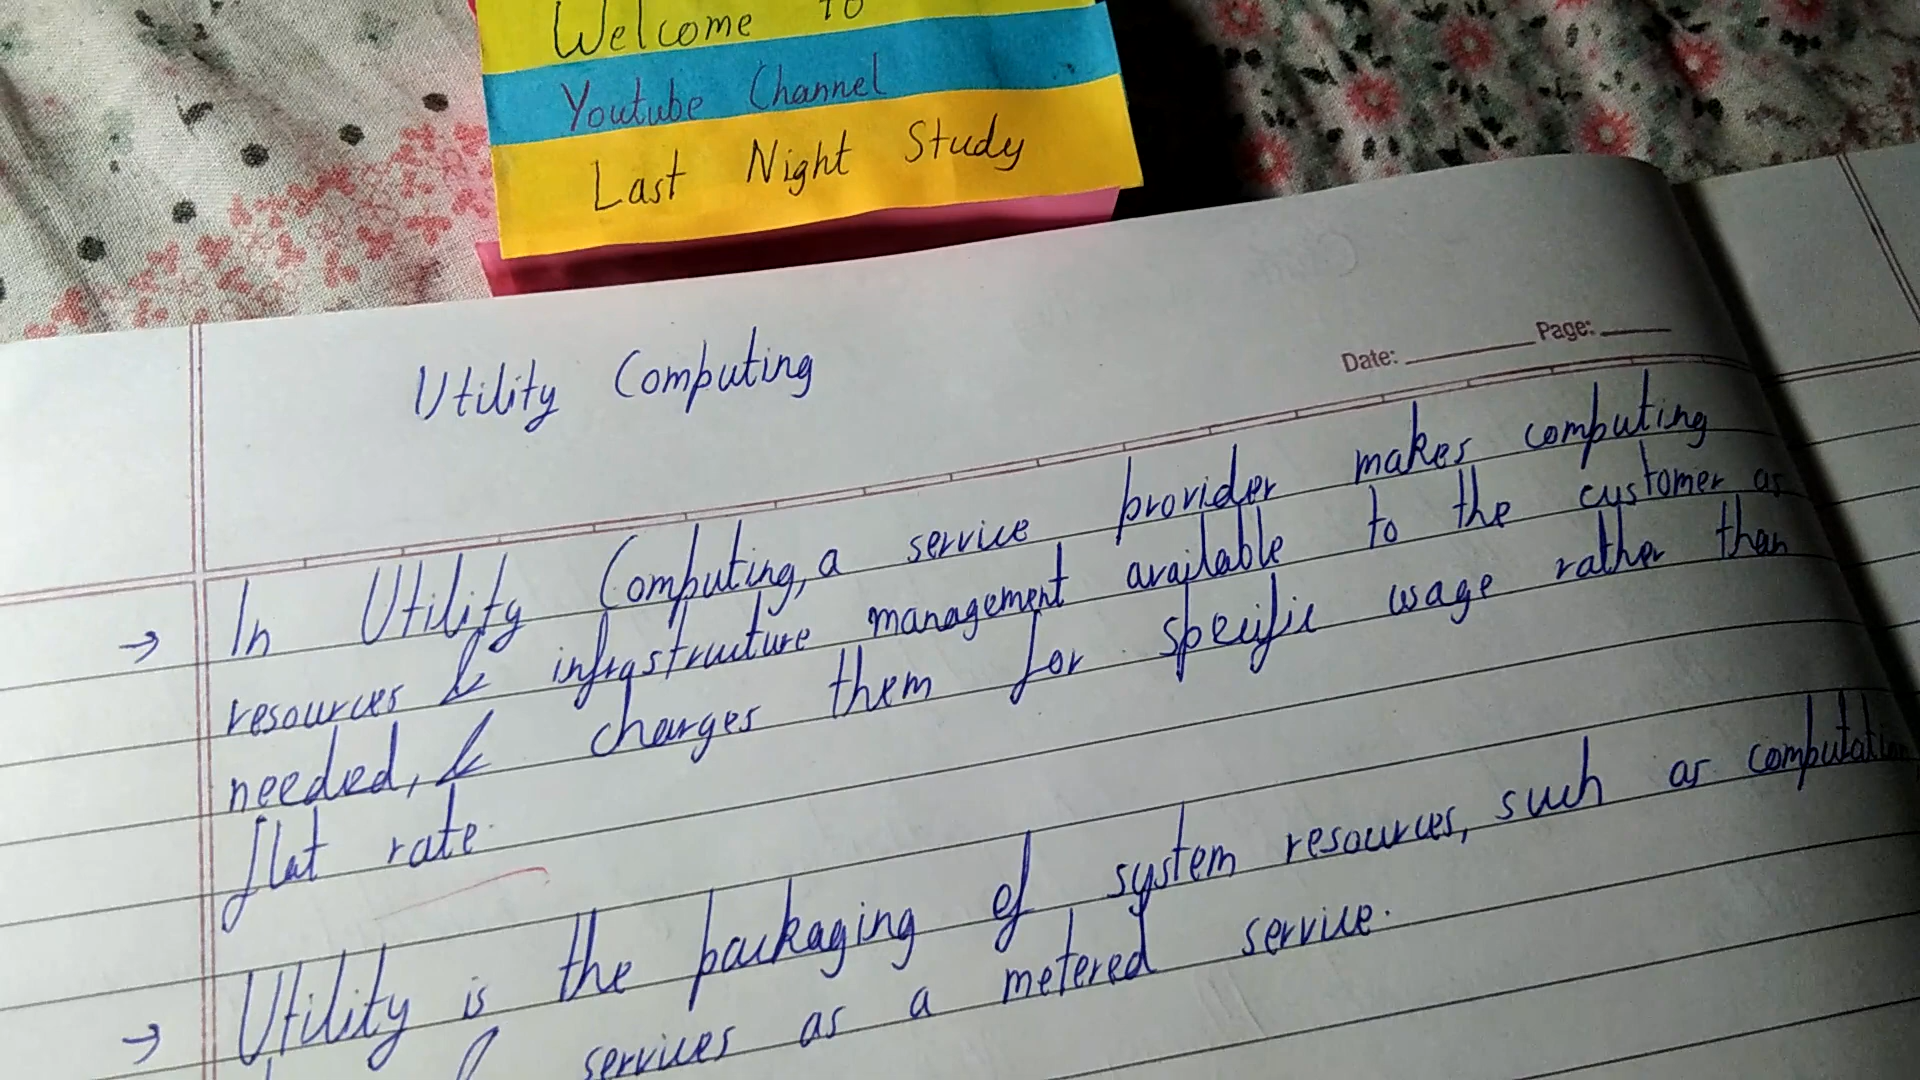 Welcome to
Youtube Channel
Last Night Study
Utility Computing
Date: Page:
→ In Utility Computing, a service provider makes computing
resources & infrastructure management available to the customer as
needed, & charges them for specific usage rather than
flat rate.
→ Utility is the packaging of system resources, such as computation
services as a metered service.